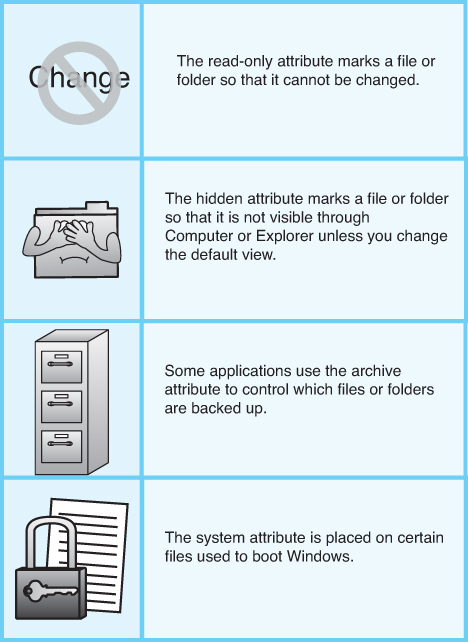 Change
The read-only attribute marks a file or
folder so that it cannot be changed.
The hidden attribute marks a file or folder
so that it is not visible through
Computer or Explorer unless you change
the default view.
Some applications use the archive
attribute to control which files or folders
are backed up.
The system attribute is placed on certain
files used to boot Windows.